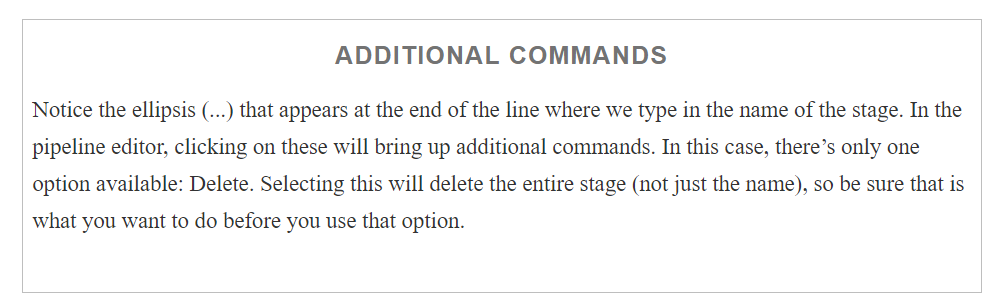 ADDITIONAL COMMANDS
Notice the ellipsis (...) that appears at the end of the line where we type in the name of the stage. In the
pipeline editor, clicking on these will bring up additional commands. In this case, there’s only one
option available: Delete. Selecting this will delete the entire stage (not just the name), so be sure that is
what you want to do before you use that option.